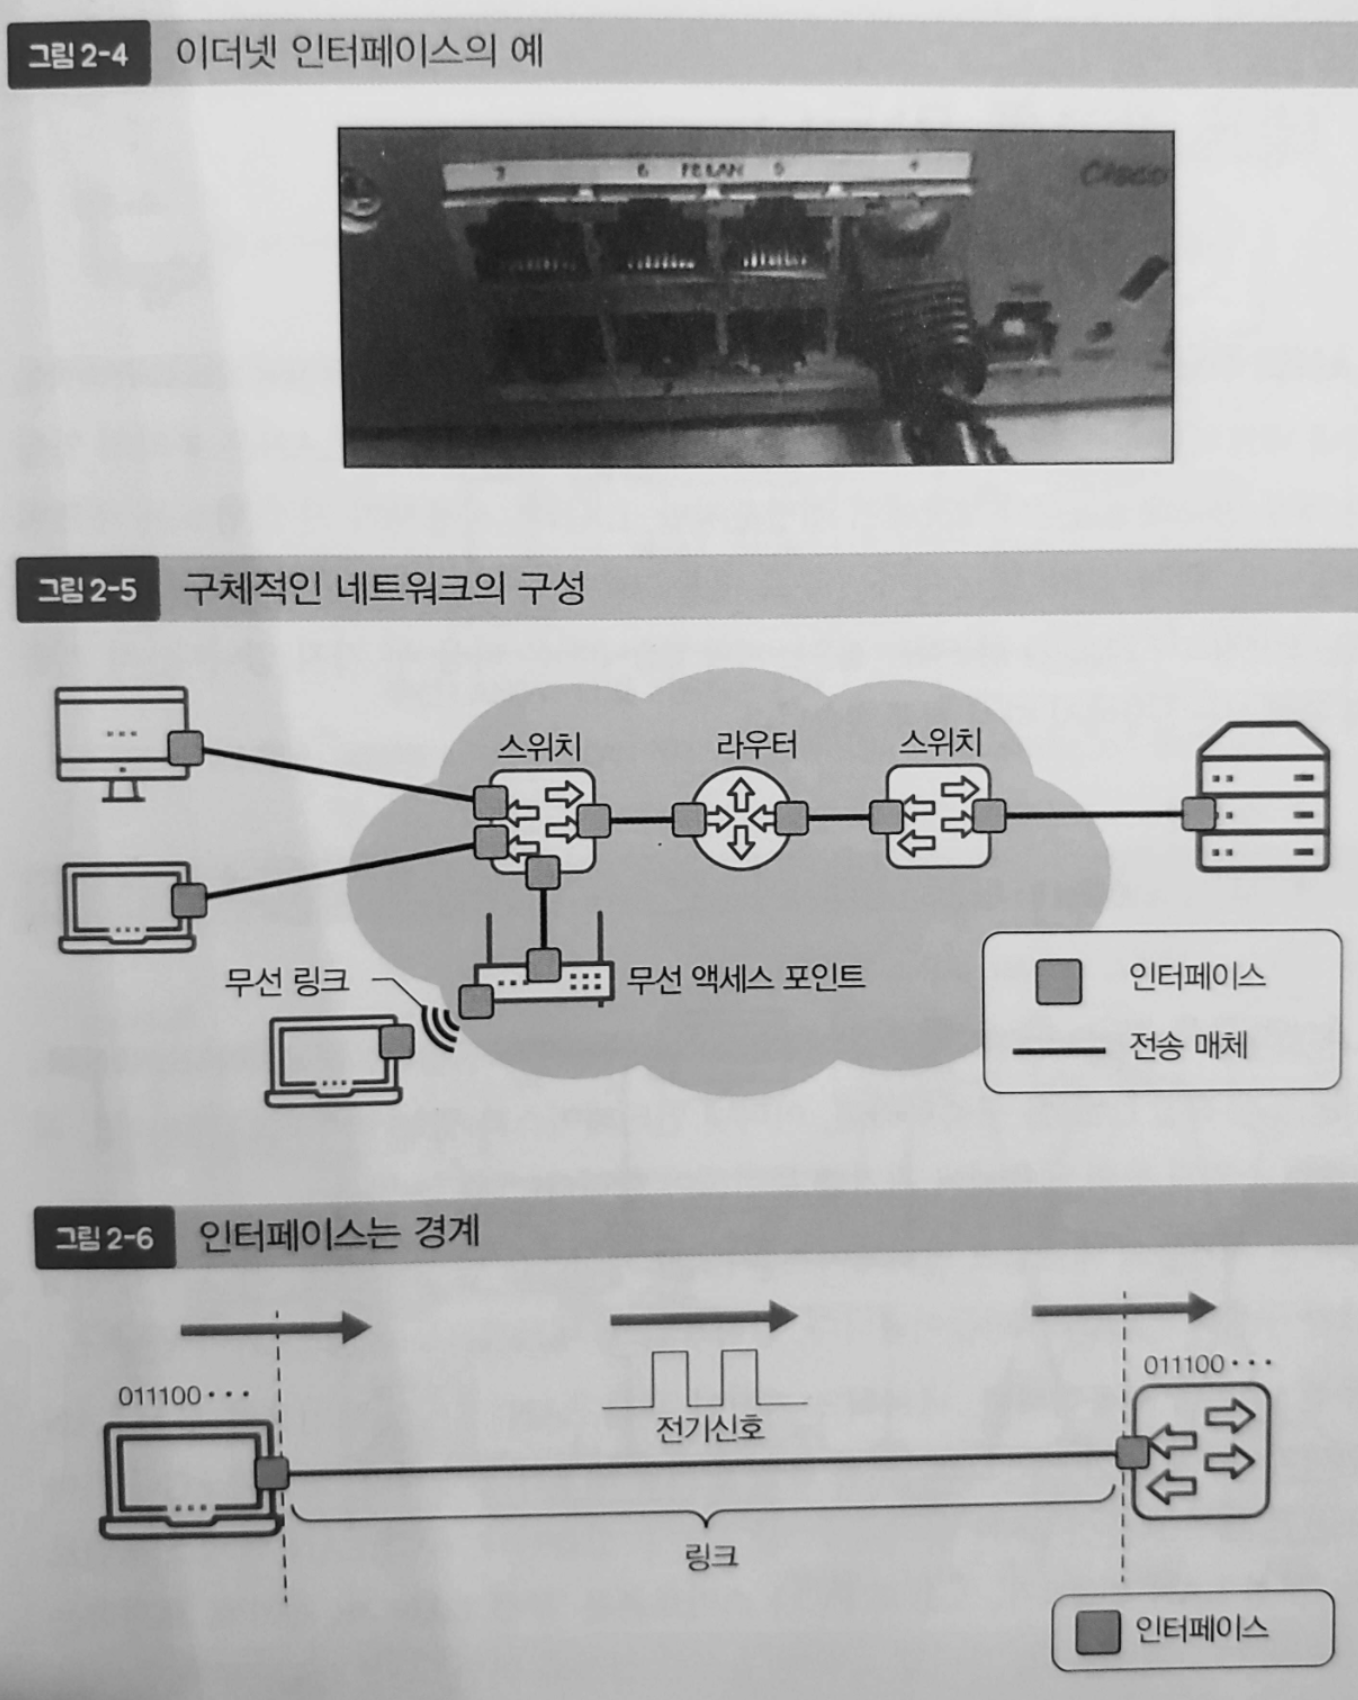 그림 2-4 이더넷 인터페이스의 예
7 6 FE LAN 5 4
Cisco
그림 2-5 구체적인 네트워크의 구성
스위치 라우터 스위치
무선 링크 무선 액세스 포인트
인터페이스
전송 매체
그림 2-6 인터페이스는 경계
011100··· 011100···
전기신호
링크
인터페이스